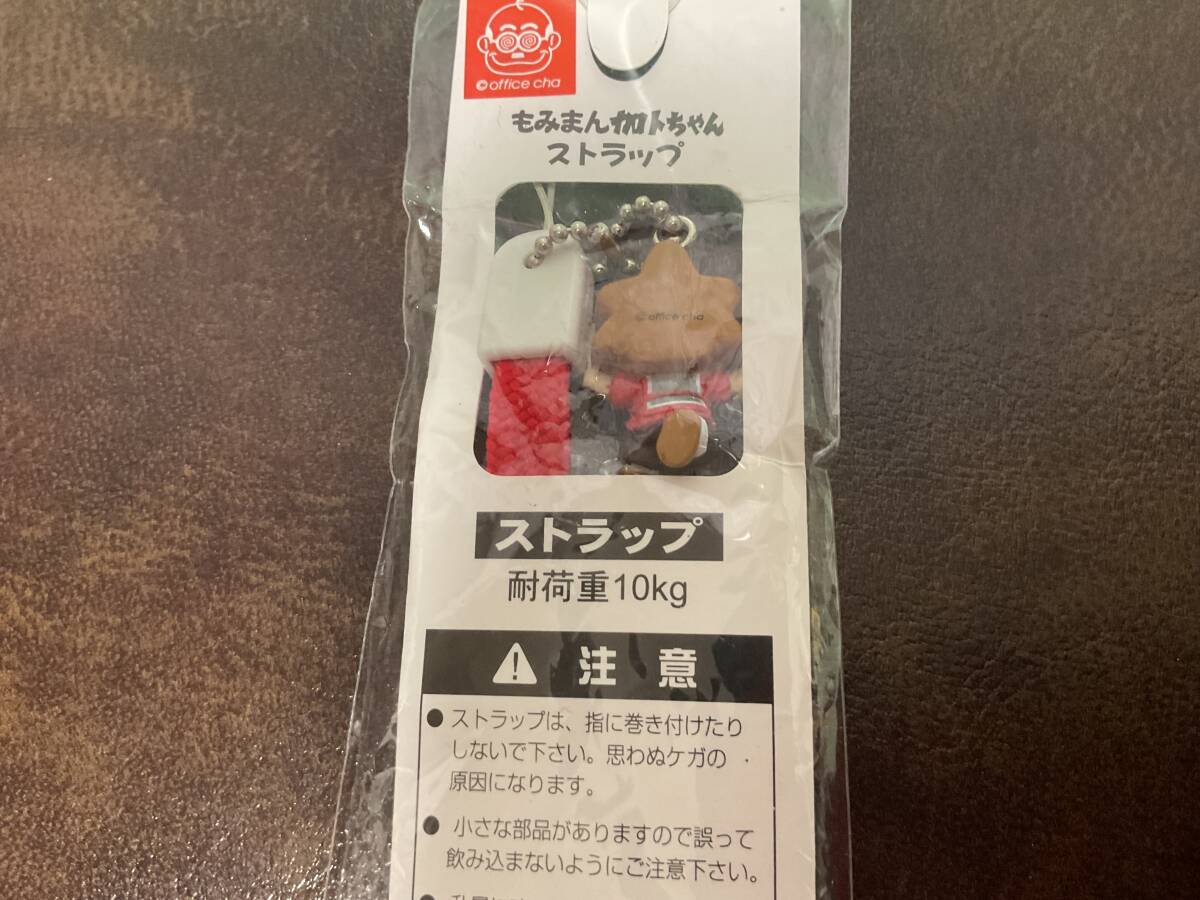 ©office cha
もみまん加トちゃん
ストラップ
©office cha
ストラップ
耐荷重10kg
注意
●ストラップは、指に巻き付けたり
しないで下さい。思わぬケガの
原因になります。
●小さな部品がありますので誤って
飲み込まないようにご注意下さい。